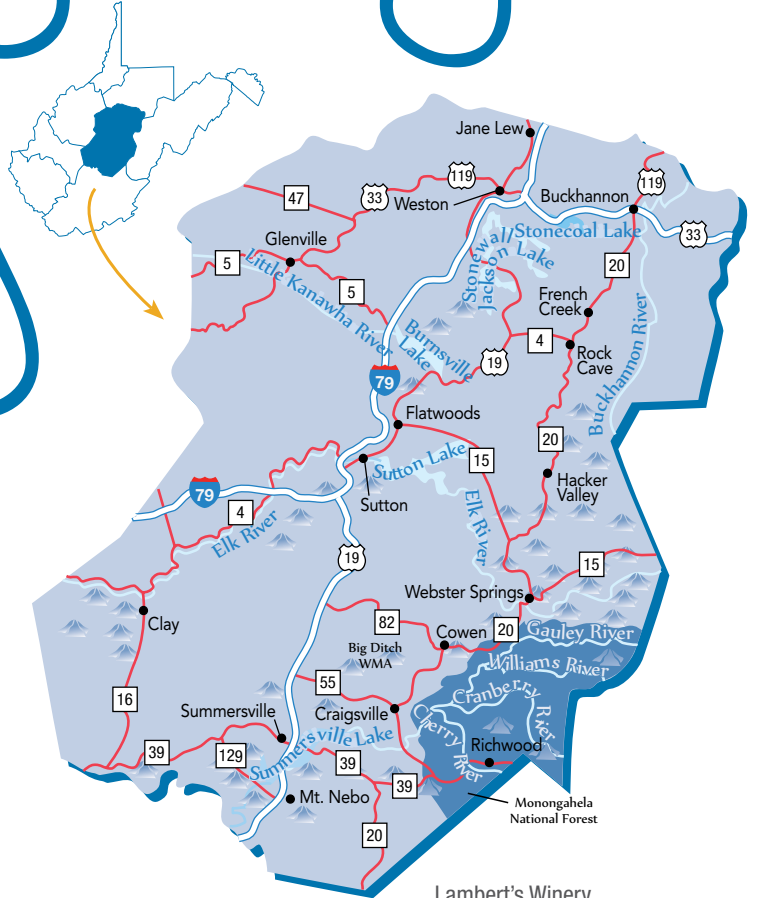 Jane Lew
119
119
47
33
Weston
Buckhannon
Stonecoal Lake
33
Glenville
Stonewall
Jackson Lake
5
Little Kanawha River
20
5
French
Creek
Buckhannon River
Burnsville
Lake
4
19
Rock
Cave
79
Flatwoods
20
15
Sutton Lake
Hacker
Valley
79
Sutton
4
Elk River
Elk River
19
15
Webster Springs
Clay
82
Cowen
20
Gauley River
Big Ditch
WMA
Williams River
55
Cranberry River
16
Summersville
Craigsville
Cherry River
Summersville Lake
Richwood
39
129
39
39
Mt. Nebo
Monongahela
National Forest
5
20
Lambert's Winery